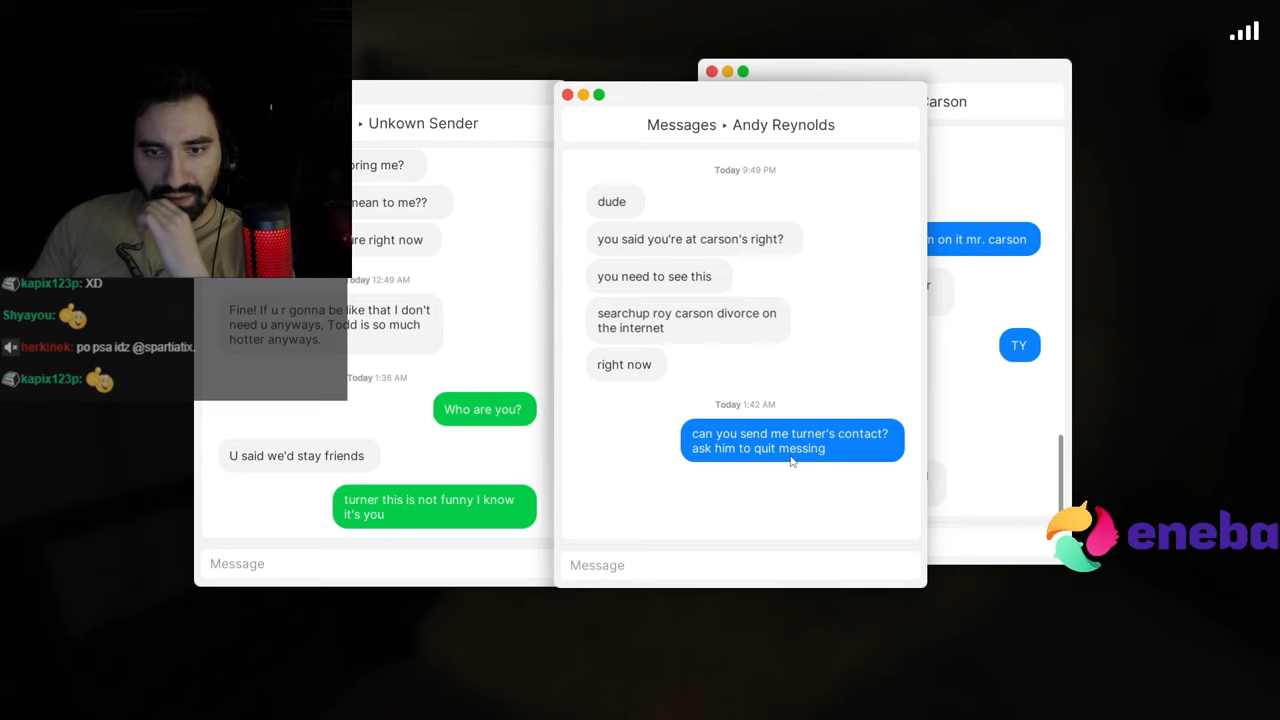 Unkown Sender
oring me?
mean to me??
ure right now
oday 12:49 AM
Fine! If u r gonna be like that I don't
need u anyways, Todd is so much
hotter anyways.
Today 1:36 AM
Who are you?
U said we'd stay friends
turner this is not funny I know
it's you
Message
Messages ‣ Andy Reynolds
Today 9:49 PM
dude
you said you're at carson's right?
you need to see this
searchup roy carson divorce on
the internet
right now
Today 1:42 AM
can you send me turner's contact?
ask him to quit messing
Message
Carson
m on it mr. carson
r
TY
kapix123p: XD
Shyayou:
herkinek: po psa idz @spartiatix.
kapix123p:
eneba